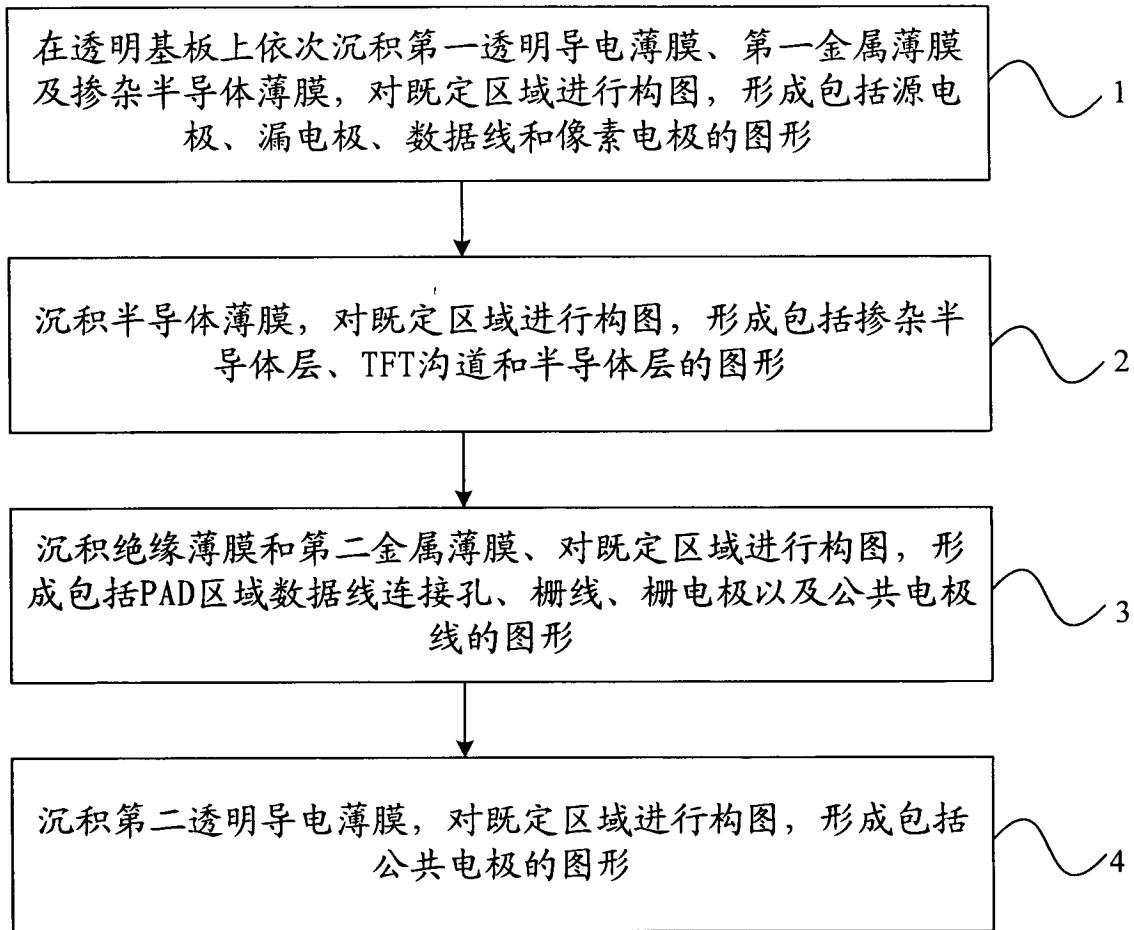 在透明基板上依次沉积第一透明导电薄膜、第一金属薄膜
及掺杂半导体薄膜，对既定区域进行构图，形成包括源电
极、漏电极、数据线和像素电极的图形
1
沉积半导体薄膜，对既定区域进行构图，形成包括掺杂半
导体层、TFT沟道和半导体层的图形
2
沉积绝缘薄膜和第二金属薄膜、对既定区域进行构图，形
成包括PAD区域数据线连接孔、栅线、栅电极以及公共电极
线的图形
3
沉积第二透明导电薄膜，对既定区域进行构图，形成包括
公共电极的图形
4